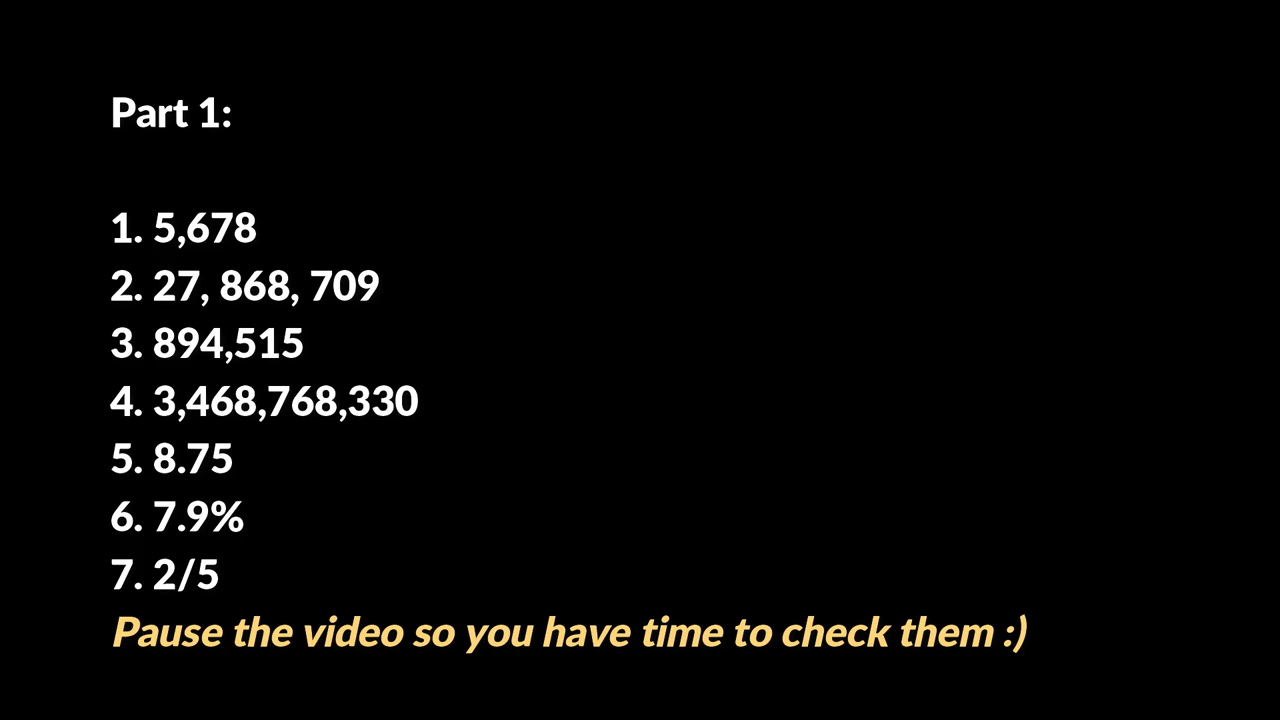 Part 1:
1. 5,678
2. 27, 868, 709
3. 894,515
4. 3,468,768,330
5. 8.75
6. 7.9%
7. 2/5
Pause the video so you have time to check them :)